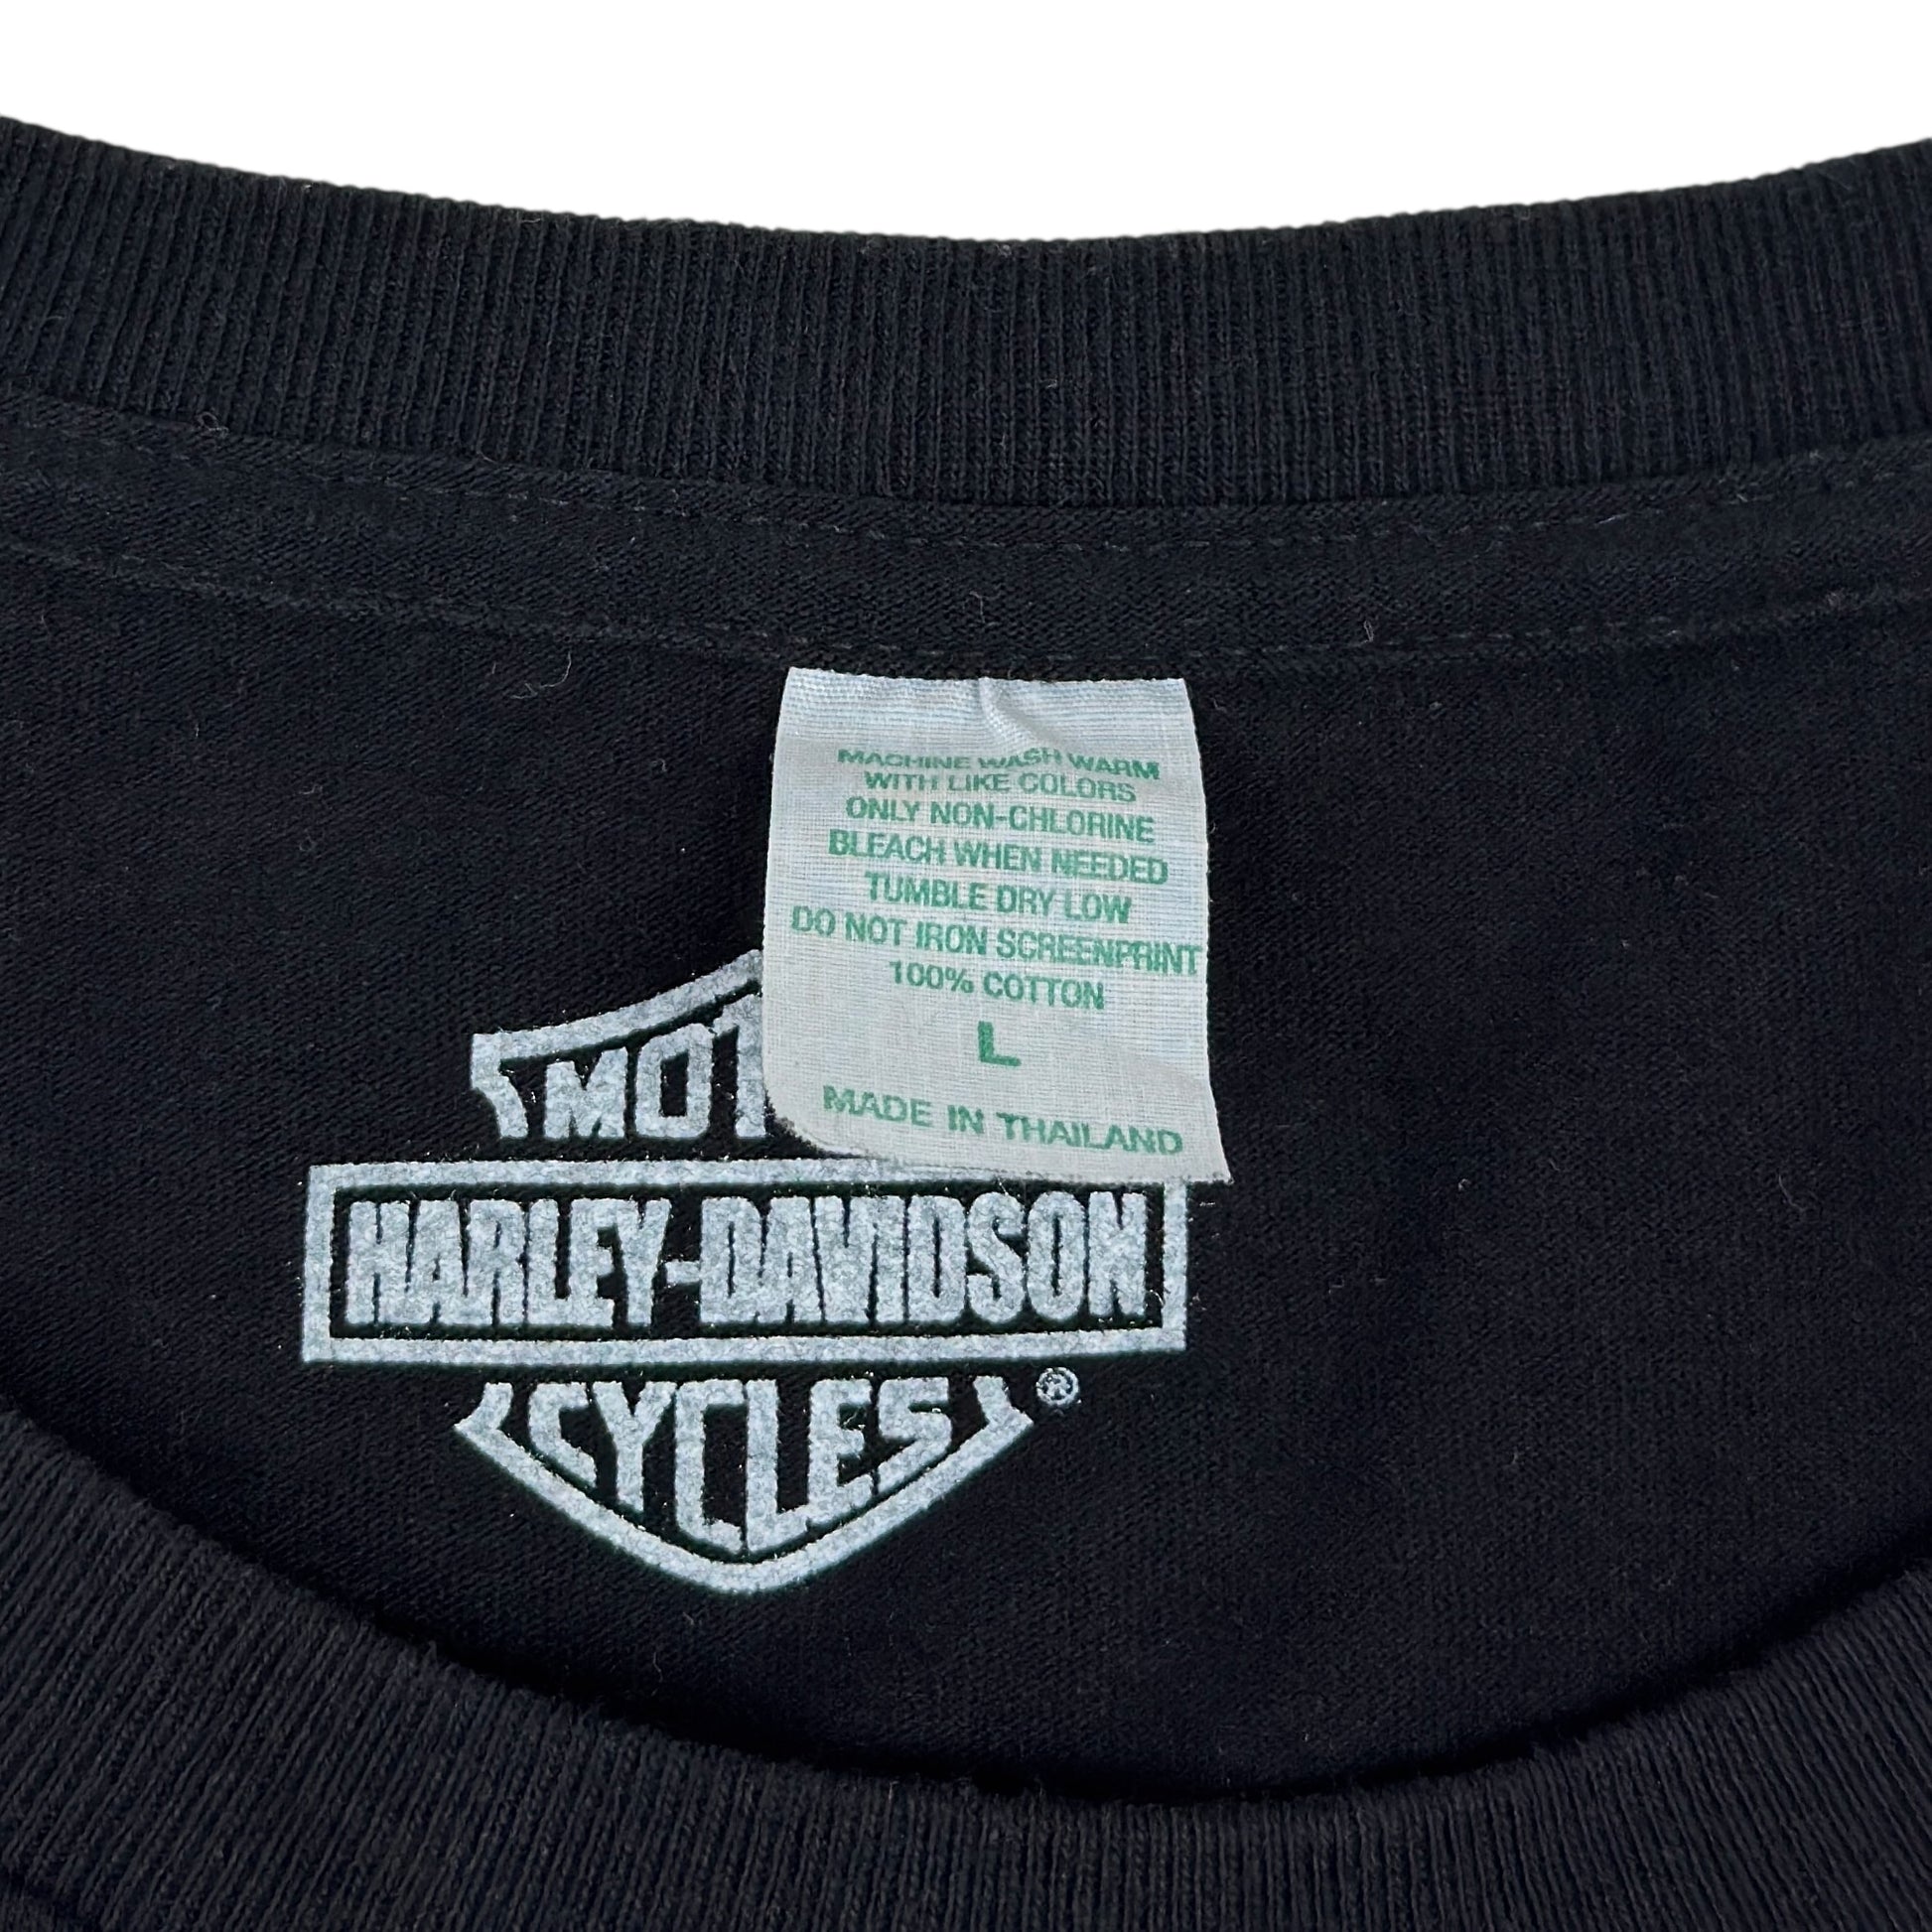 MACHINE WASH WARM
WITH LIKE COLORS
ONLY NON-CHLORINE
BLEACH WHEN NEEDED
TUMBLE DRY LOW
DO NOT IRON SCREENPRINT
100% COTTON
L
MADE IN THAILAND
MOT
HARLEY-DAVIDSON
CYCLES ®